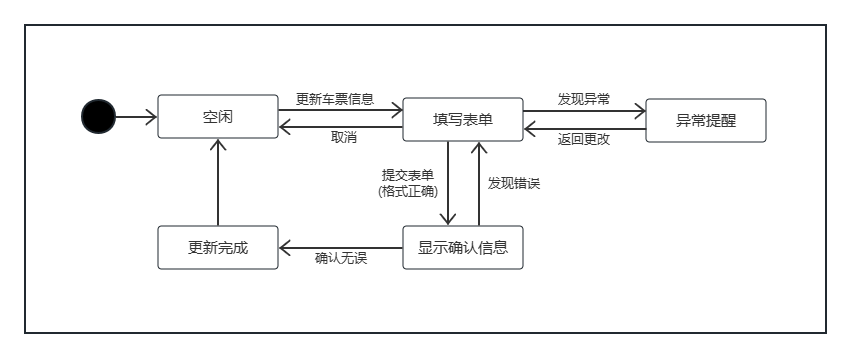 更新车票信息
发现异常
空闲
填写表单
异常提醒
取消
返回更改
提交表单
(格式正确)
发现错误
更新完成
显示确认信息
确认无误